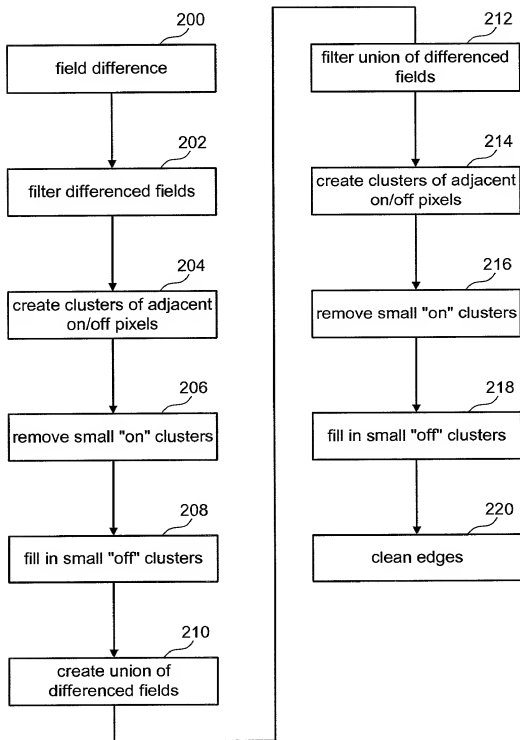 200
field difference
202
filter differenced fields
204
create clusters of adjacent
on/off pixels
206
remove small "on" clusters
208
fill in small "off" clusters
210
create union of
differenced fields
212
filter union of differenced
fields
214
create clusters of adjacent
on/off pixels
216
remove small "on" clusters
218
fill in small "off" clusters
220
clean edges